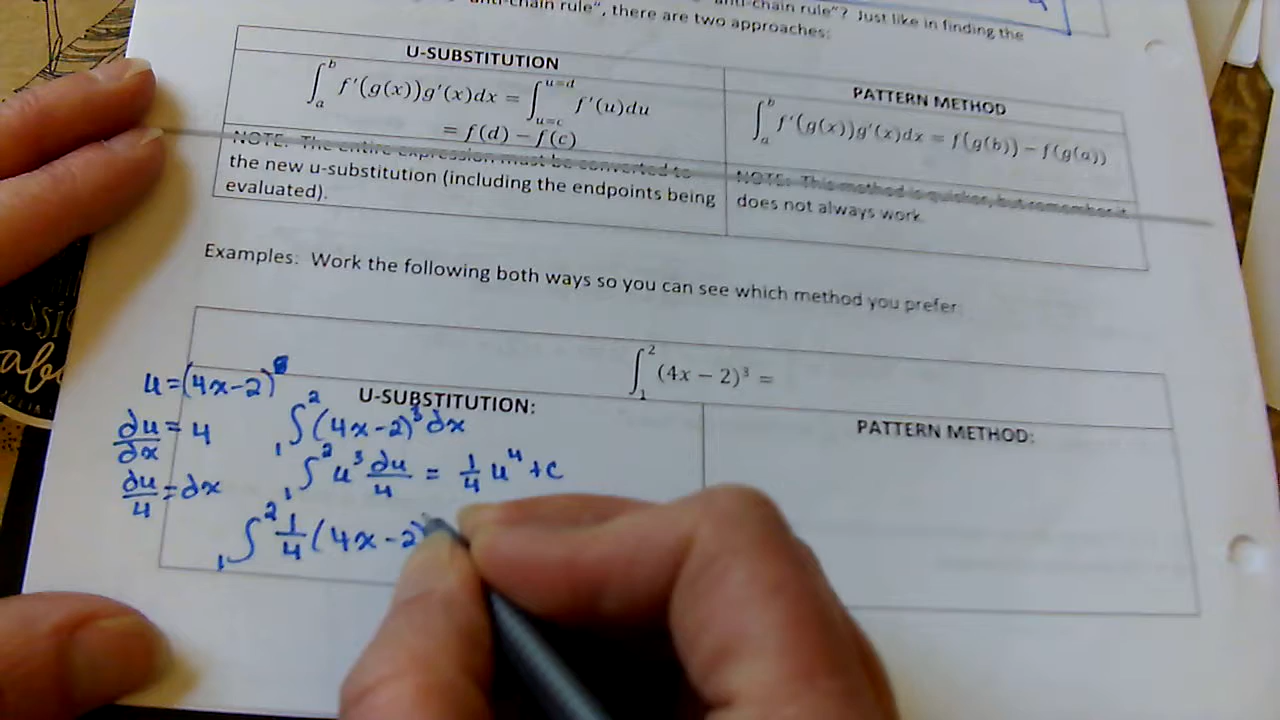 "anti-chain rule", there are two approaches:
anti-chain rule"? Just like in finding the
U-SUBSTITUTION
∫_a^b f'(g(x))g'(x)dx = ∫_{u=c}^{u=d} f'(u)du
= f(d) − f(c)
NOTE: The entire expression must be converted to
the new u-substitution (including the endpoints being
evaluated).
PATTERN METHOD
∫_a^b f'(g(x))g'(x)dx = f(g(b)) − f(g(a))
NOTE: This method is quicker, but remember it
does not always work.
Examples: Work the following both ways so you can see which method you prefer.
∫_1^2 (4x − 2)³ =
U-SUBSTITUTION:
u = (4x-2)
du/dx = 4
du/4 = dx
∫_1^2 (4x-2)^3 dx
∫_1^2 u^3 du/4 = 1/4 u^4 + c
∫_1^2 1/4 (4x-2)
PATTERN METHOD: